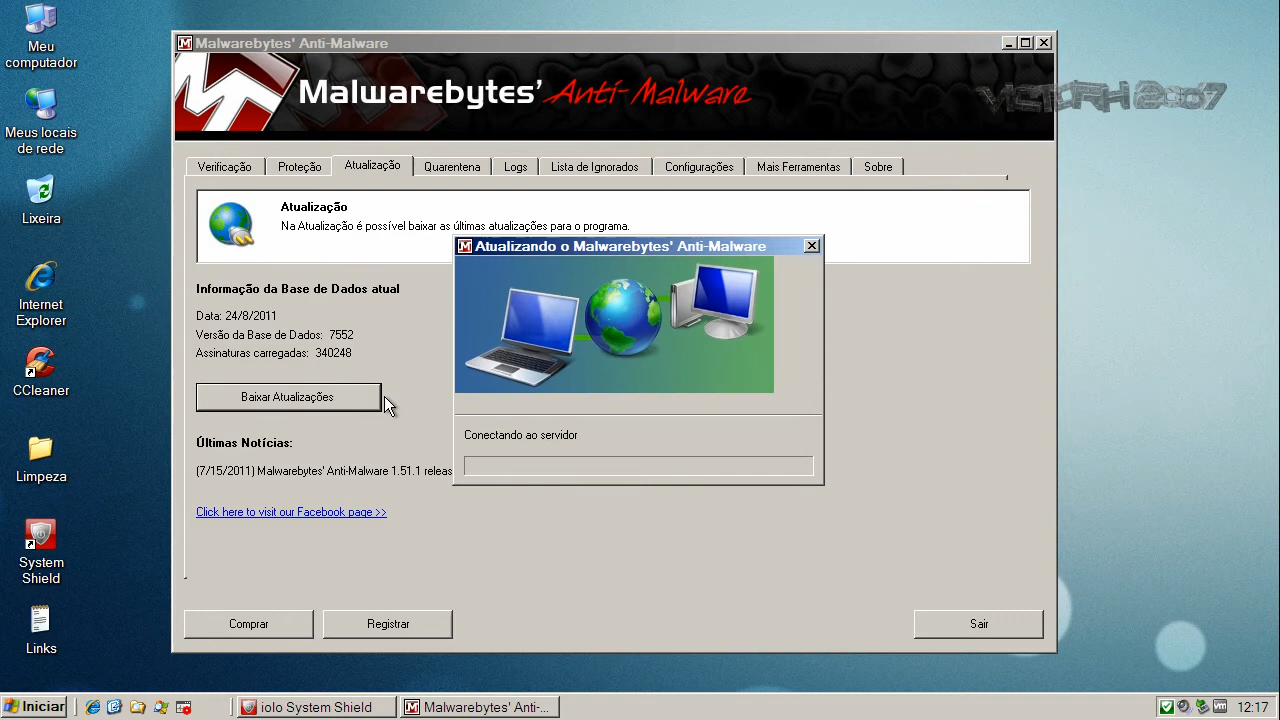 Meu
computador
Meus locais
de rede
Lixeira
Internet
Explorer
CCleaner
Limpeza
System
Shield
Links
Malwarebytes' Anti-Malware
Malwarebytes' Anti-Malware
VICTORH 2007
Verificação
Proteção
Atualização
Quarentena
Logs
Lista de Ignorados
Configurações
Mais Ferramentas
Sobre
Atualização
Na Atualização é possível baixar as últimas atualizações para o programa.
Informação da Base de Dados atual
Data: 24/8/2011
Versão da Base de Dados: 7552
Assinaturas carregadas: 340248
Baixar Atualizações
Últimas Notícias:
(7/15/2011) Malwarebytes' Anti-Malware 1.51.1 releas
Click here to visit our Facebook page >>
Atualizando o Malwarebytes' Anti-Malware
Conectando ao servidor
Comprar
Registrar
Sair
Iniciar
iolo System Shield
Malwarebytes' Anti-...
12:17